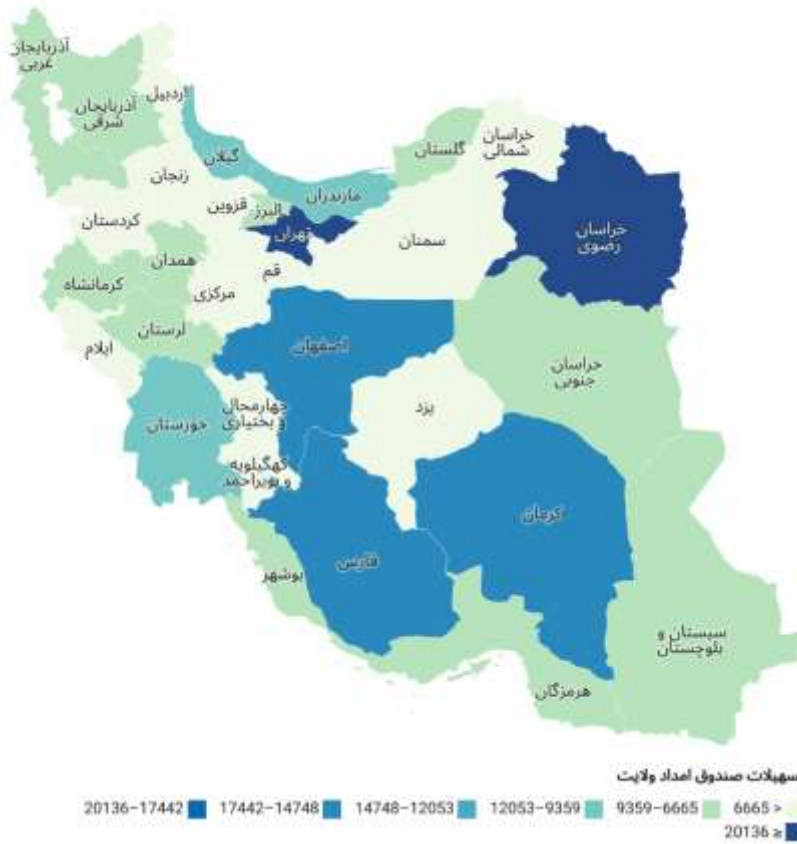 آذربایجان
غربی
آذربایجان
شرقی
اردبیل
گیلان
زنجان
کردستان
قزوین
البرز
مازندران
تهران
گلستان
خراسان
شمالی
خراسان
رضوی
سمنان
قم
مرکزی
همدان
کرمانشاه
لرستان
ایلام
اصفهان
خراسان
جنوبی
یزد
خوزستان
چهارمحال
و بختیاری
کهگیلویه
و بویراحمد
کرمان
فارس
بوشهر
سیستان و
بلوچستان
هرمزگان
سهیلات صندوق امداد ولایت
6665 > 6665–9359 9359–12053 12053–14748 14748–17442 17442–20136
20136 ≤